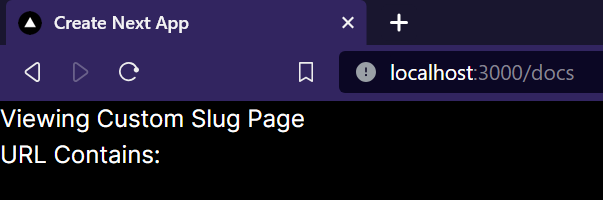 Create Next App
localhost:3000/docs
Viewing Custom Slug Page
URL Contains: